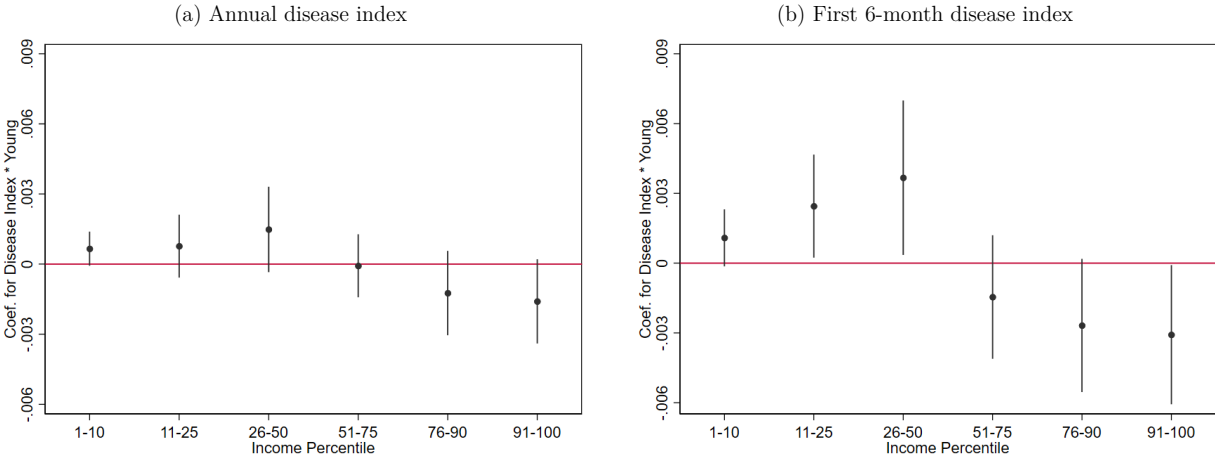 (a) Annual disease index
Coef. for Disease Index * Young
.009
.006
.003
0
-.003
-.006
1-10 11-25 26-50 51-75 76-90 91-100
Income Percentile
(b) First 6-month disease index
Coef. for Disease Index * Young
.009
.006
.003
0
-.003
-.006
1-10 11-25 26-50 51-75 76-90 91-100
Income Percentile